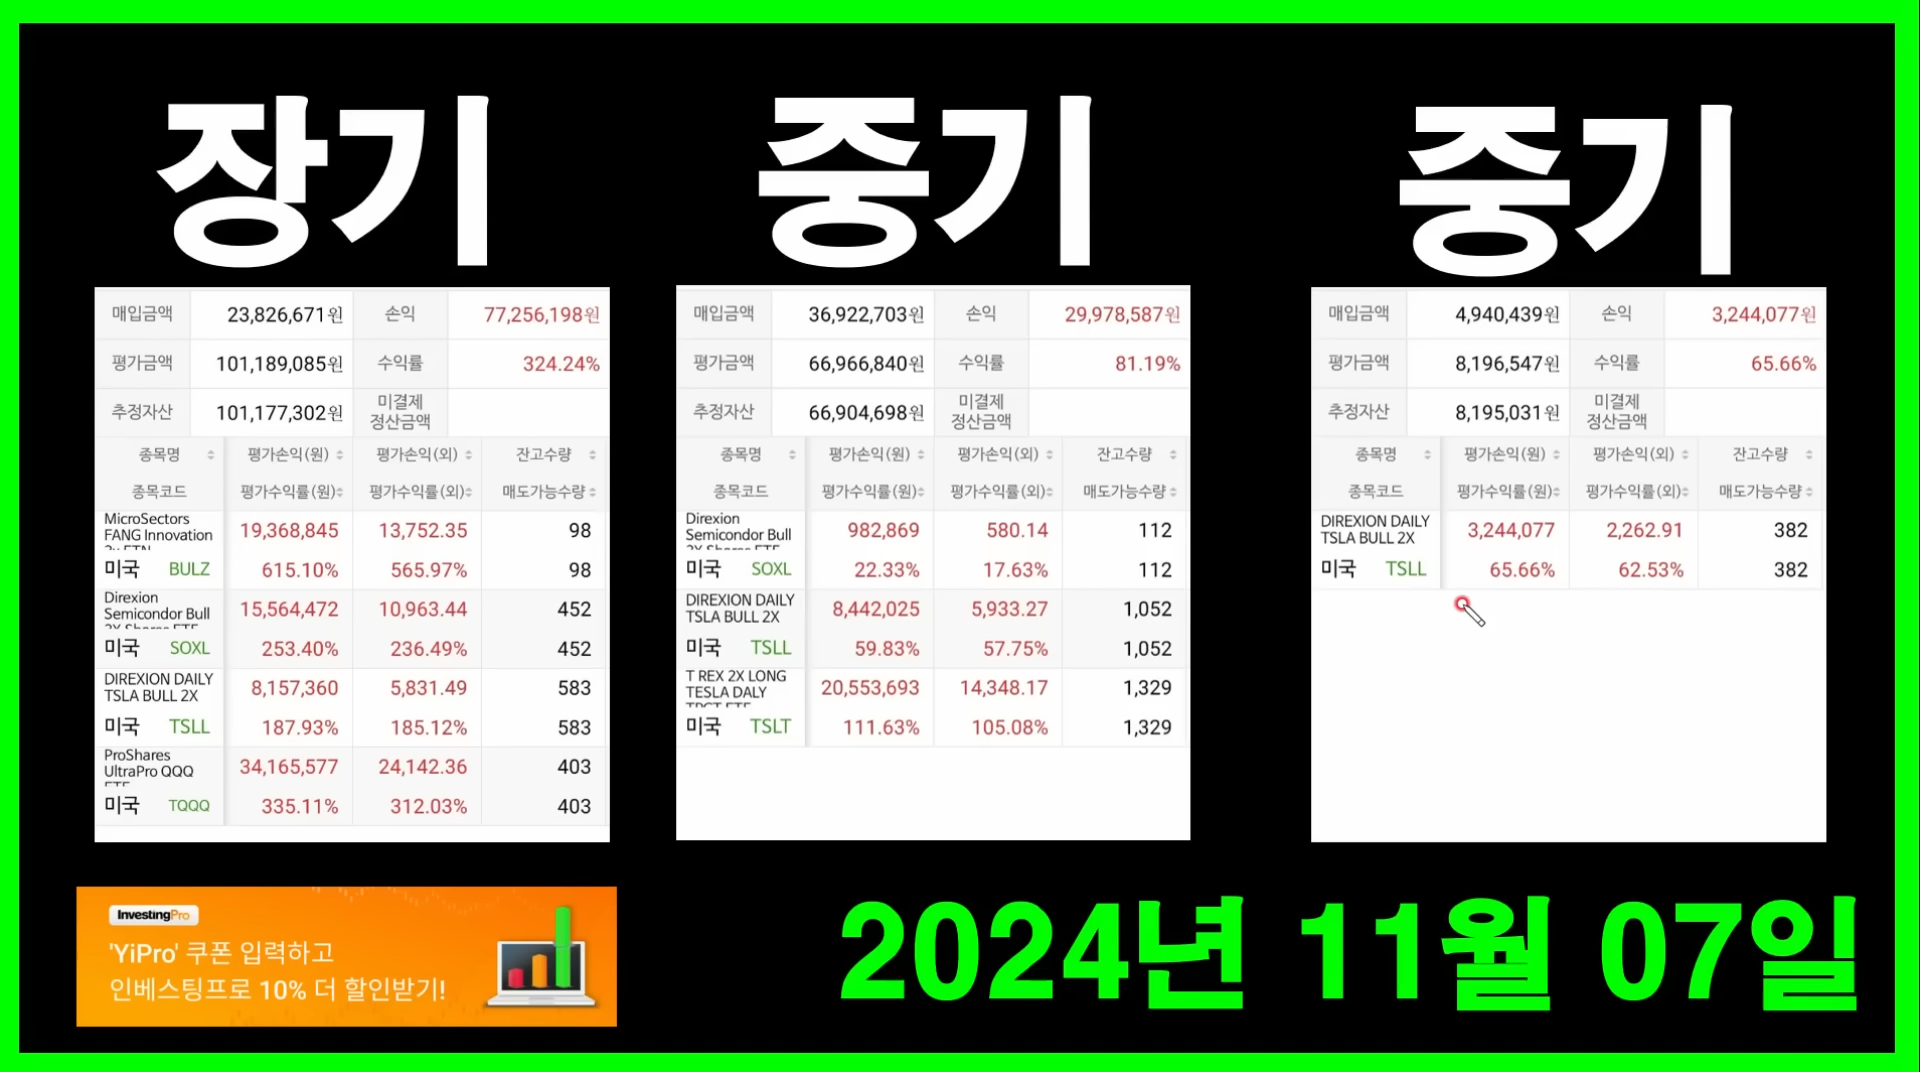 장기
중기
중기
매입금액 23,826,671원 손익 77,256,198원
평가금액 101,189,085원 수익률 324.24%
추정자산 101,177,302원 미결제 정산금액
종목명 평가손익(원) 평가손익(외) 잔고수량
종목코드 평가수익률(원) 평가수익률(외) 매도가능수량
MicroSectors
FANG Innovation
19,368,845 13,752.35 98
미국 BULZ 615.10% 565.97% 98
Direxion
Semicondor Bull
15,564,472 10,963.44 452
미국 SOXL 253.40% 236.49% 452
DIREXION DAILY
TSLA BULL 2X
8,157,360 5,831.49 583
미국 TSLL 187.93% 185.12% 583
ProShares
UltraPro QQQ
34,165,577 24,142.36 403
미국 TQQQ 335.11% 312.03% 403
매입금액 36,922,703원 손익 29,978,587원
평가금액 66,966,840원 수익률 81.19%
추정자산 66,904,698원 미결제 정산금액
종목명 평가손익(원) 평가손익(외) 잔고수량
종목코드 평가수익률(원) 평가수익률(외) 매도가능수량
Direxion
Semicondor Bull
982,869 580.14 112
미국 SOXL 22.33% 17.63% 112
DIREXION DAILY
TSLA BULL 2X
8,442,025 5,933.27 1,052
미국 TSLL 59.83% 57.75% 1,052
T REX 2X LONG
TESLA DALY
20,553,693 14,348.17 1,329
미국 TSLT 111.63% 105.08% 1,329
매입금액 4,940,439원 손익 3,244,077원
평가금액 8,196,547원 수익률 65.66%
추정자산 8,195,031원 미결제 정산금액
종목명 평가손익(원) 평가손익(외) 잔고수량
종목코드 평가수익률(원) 평가수익률(외) 매도가능수량
DIREXION DAILY
TSLA BULL 2X
3,244,077 2,262.91 382
미국 TSLL 65.66% 62.53% 382
InvestingPro
'YiPro' 쿠폰 입력하고
인베스팅프로 10% 더 할인받기!
2024년 11월 07일